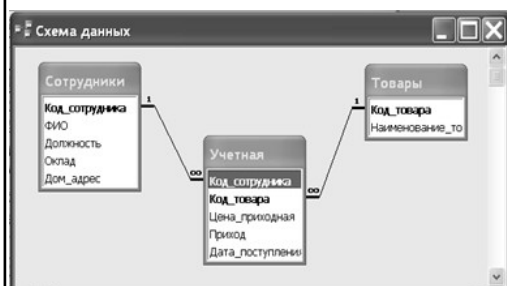 Схема данных
Сотрудники
Код_сотрудника
ФИО
Должность
Оклад
Дом_адрес
1
∞
Учетная
Код_сотрудника
Код_товара
Цена_приходная
Приход
Дата_поступлени
1
∞
Товары
Код_товара
Наименование_то